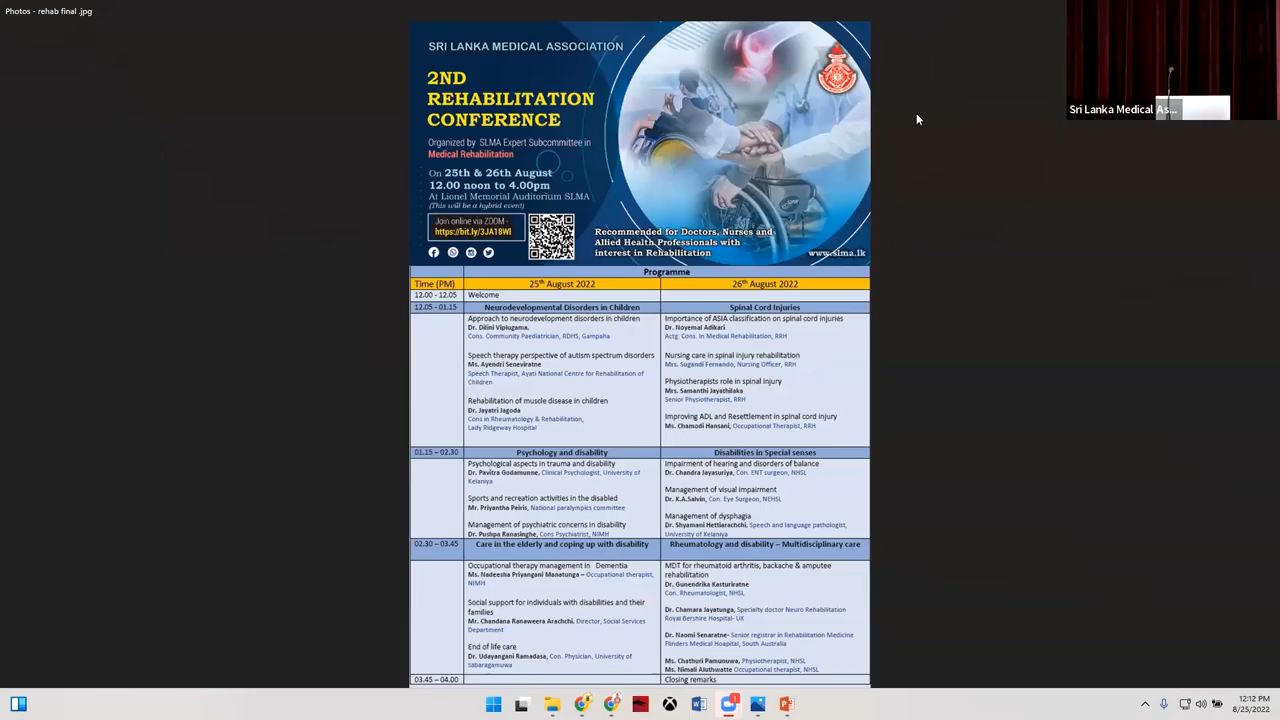 Photos - rehab final .jpg
Sri Lanka Medical As...
SRI LANKA MEDICAL ASSOCIATION
2ND
REHABILITATION
CONFERENCE
Organized by SLMA Expert Subcommittee in
Medical Rehabilitation
On 25th & 26th August
12.00 noon to 4.00pm
At Lionel Memorial Auditorium SLMA
(This will be a hybrid event)
Join online via ZOOM -
https://bit.ly/3JA18WI
Recommended for Doctors, Nurses and
Allied Health Professionals with
interest in Rehabilitation
www.slma.lk
Programme
Time (PM) 25th August 2022 26th August 2022
12.00 - 12.05 Welcome
12.05 - 01.15 Neurodevelopmental Disorders in Children Spinal Cord Injuries
Approach to neurodevelopment disorders in children
Dr. Dilini Vipulguma,
Cons. Community Paediatrician, RDHS, Gampaha
Speech therapy perspective of autism spectrum disorders
Ms. Ayendri Seneviratne
Speech Therapist, Ayati National Centre for Rehabilitation of
Children
Rehabilitation of muscle disease in children
Dr. Jayatri Jagoda
Cons in Rheumatology & Rehabilitation,
Lady Ridgeway Hospital
Importance of ASIA classification on spinal cord injuries
Dr. Noyemal Adikari
Actg. Cons. In Medical Rehabilitation, RRH
Nursing care in spinal injury rehabilitation
Mrs. Sugandi Fernando, Nursing Officer, RRH
Physiotherapists role in spinal Injury
Mrs. Samanthi Jayathilaka
Senior Physiotherapist, RRH
Improving ADL and Resettlement in spinal cord injury
Ms. Chamodi Hansani, Occupational Therapist, RRH
01.15 – 02.30 Psychology and disability Disabilities in Special senses
Psychological aspects in trauma and disability
Dr. Pavitra Godamunne, Clinical Psychologist, University of
Kelaniya
Sports and recreation activities in the disabled
Mr. Priyantha Peiris, National paralympics committee
Management of psychiatric concerns in disability
Dr. Pushpa Ranasinghe, Cons Psychiatrist, NIMH
Impairment of hearing and disorders of balance
Dr. Chandra Jayasuriya, Con. ENT surgeon, NHSL
Management of visual impairment
Dr. K.A.Salvin, Con. Eye Surgeon, NEHSL
Management of dysphagia
Dr. Shyamani Hettiarachchi, Speech and language pathologist,
University of Kelaniya
02.30 – 03.45 Care in the elderly and coping up with disability Rheumatology and disability – Multidisciplinary care
Occupational therapy management in Dementia
Ms. Nadeesha Priyangani Manatunga – Occupational therapist,
NIMH
Social support for individuals with disabilities and their
families
Mr. Chandana Ranaweera Arachchi, Director, Social Services
Department
End of life care
Dr. Udayangani Ramadasa, Con. Physician, University of
Sabaragamuwa
MDT for rheumatoid arthritis, backache & amputee
rehabilitation
Dr. Gunendrika Kasturiratne
Con. Rheumatologist, NHSL
Dr. Chamara Jayatunga, Specialty doctor Neuro Rehabilitation
Royal Bershire Hospital- UK
Dr. Naomi Senaratne- Senior registrar in Rehabilitation Medicine
Flinders Medical Hoapital, South Australia
Ms. Chathuri Pamunuwa, Physiotherapist, NHSL
Ms. Nimali Aluthwatte Occupational therapist, NHSL
03.45 – 04.00 Closing remarks
12:12 PM
8/25/2022